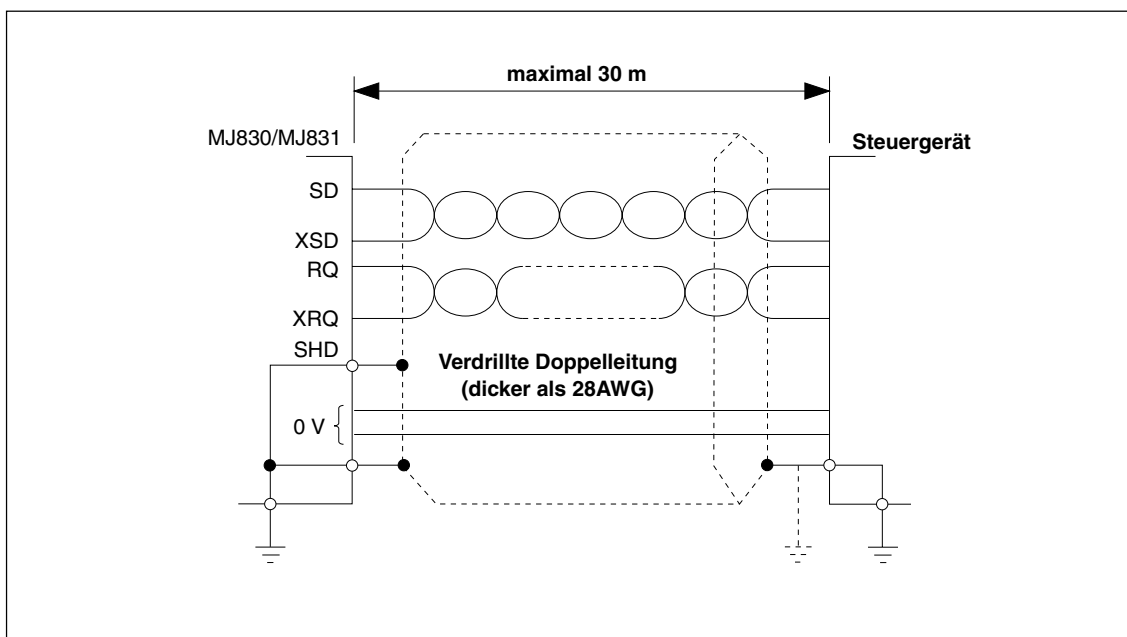 maximal 30 m
MJ830/MJ831
Steuergerät
SD
XSD
RQ
XRQ
SHD
Verdrillte Doppelleitung
(dicker als 28AWG)
0 V